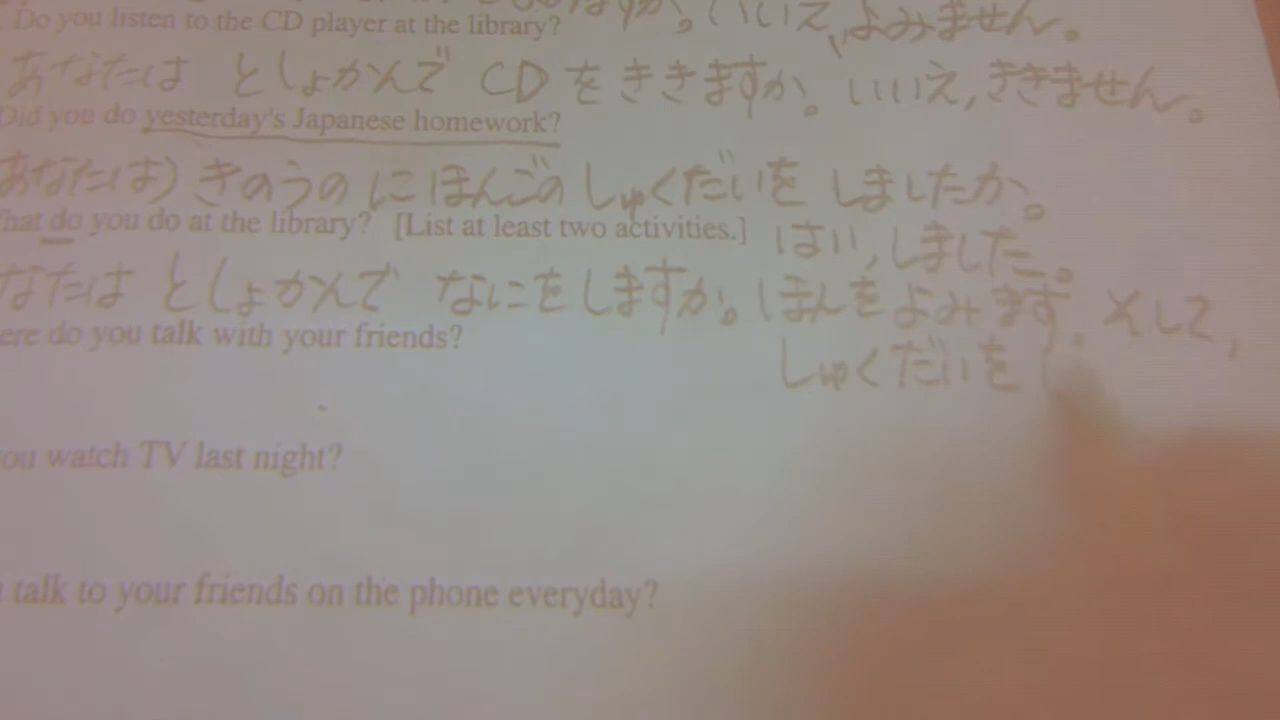 ますか。いいえ、よみません。
Do you listen to the CD player at the library?
あなたは としょかんで CDを ききますか。 いいえ,ききません。
Did you do yesterday's Japanese homework?
あなたは) きのうの にほんごの しゅくだいを しましたか。
What do you do at the library? [List at least two activities.] はい,しました。
なたは としょかんで なにをしますか。 ほんをよみます。 そして,
ere do you talk with your friends?
しゅくだいを し
you watch TV last night?
talk to your friends on the phone everyday?